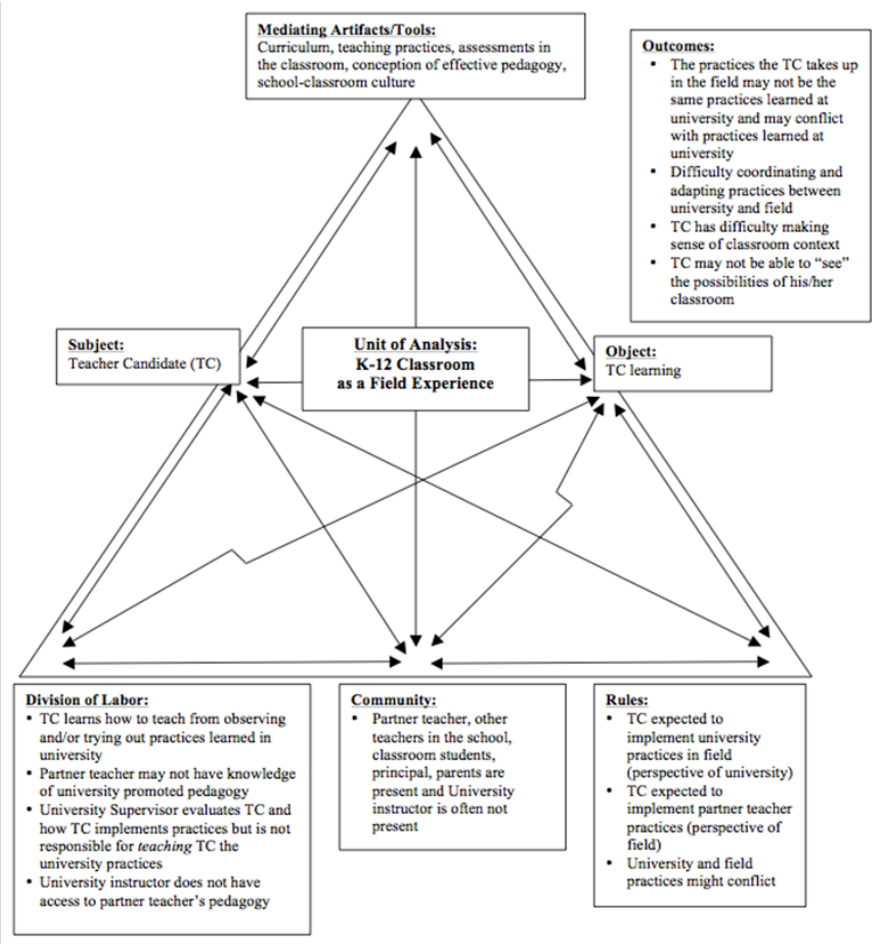 Mediating Artifacts/Tools:
Curriculum, teaching practices, assessments in
the classroom, conception of effective pedagogy,
school-classroom culture
Outcomes:
• The practices the TC takes up
in the field may not be the
same practices learned at
university and may conflict
with practices learned at
university
• Difficulty coordinating and
adapting practices between
university and field
• TC has difficulty making
sense of classroom context
• TC may not be able to “see”
the possibilities of his/her
classroom
Subject:
Teacher Candidate (TC)
Unit of Analysis:
K-12 Classroom
as a Field Experience
Object:
TC learning
Division of Labor:
• TC learns how to teach from observing
and/or trying out practices learned in
university
• Partner teacher may not have knowledge
of university promoted pedagogy
• University Supervisor evaluates TC and
how TC implements practices but is not
responsible for teaching TC the
university practices
• University instructor does not have
access to partner teacher’s pedagogy
Community:
• Partner teacher, other
teachers in the school,
classroom students,
principal, parents are
present and University
instructor is often not
present
Rules:
• TC expected to
implement university
practices in field
(perspective of university)
• TC expected to
implement partner teacher
practices (perspective of
field)
• University and field
practices might conflict